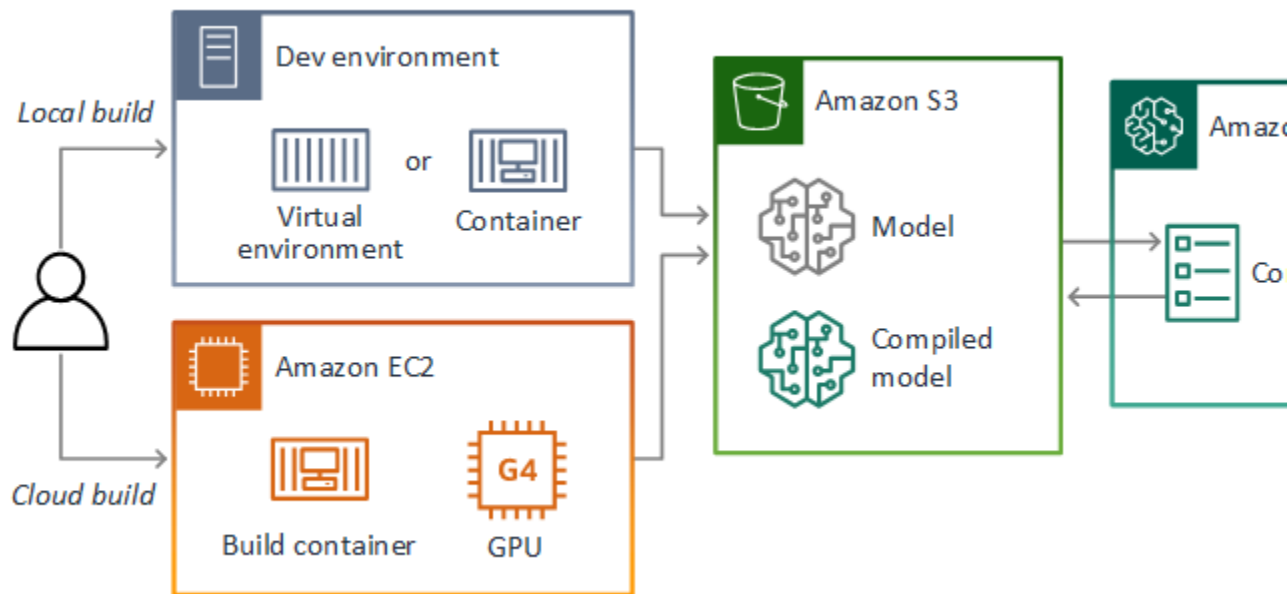 Dev environment
Local build
or
Virtual
environment
Container
Amazon EC2
G4
Cloud build
Build container
GPU
Amazon S3
Model
Compiled
model